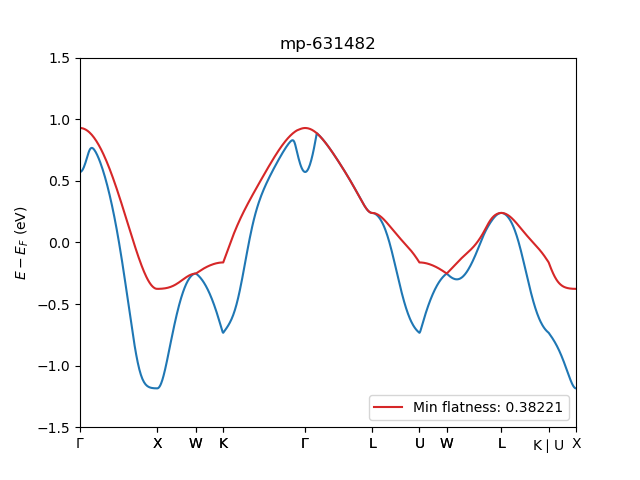 mp-631482
1.5
1.0
0.5
0.0
−0.5
−1.0
−1.5
E − E_F (eV)
Min flatness: 0.38221
Γ X W K Γ L U W L K | U X